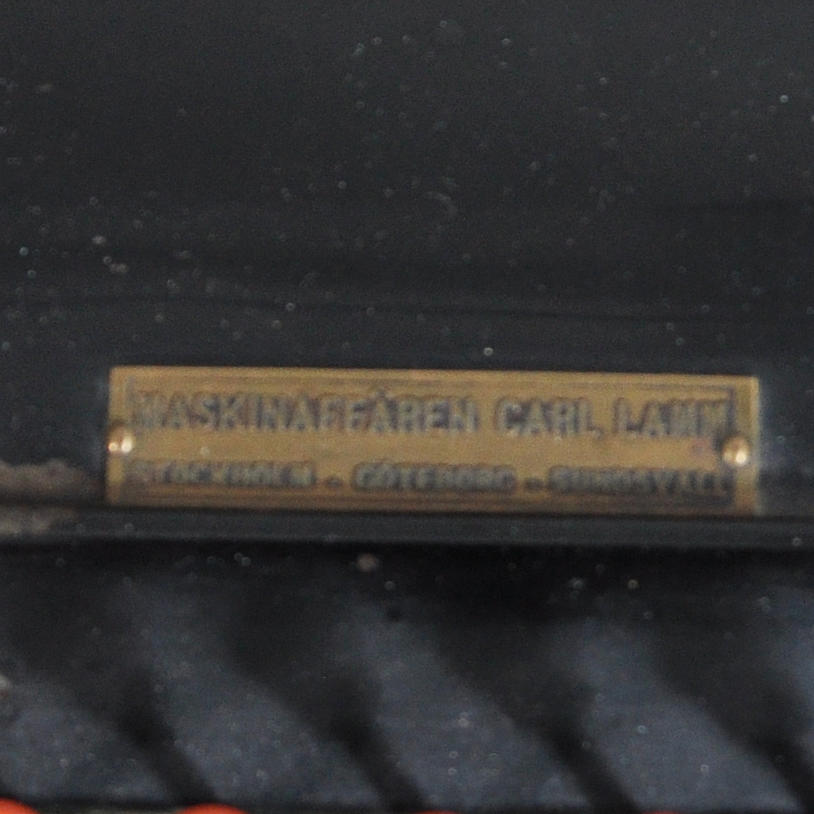 MASKINAFFÄREN CARL LAMM
STOCKHOLM - GÖTEBORG - SUNDSVALL